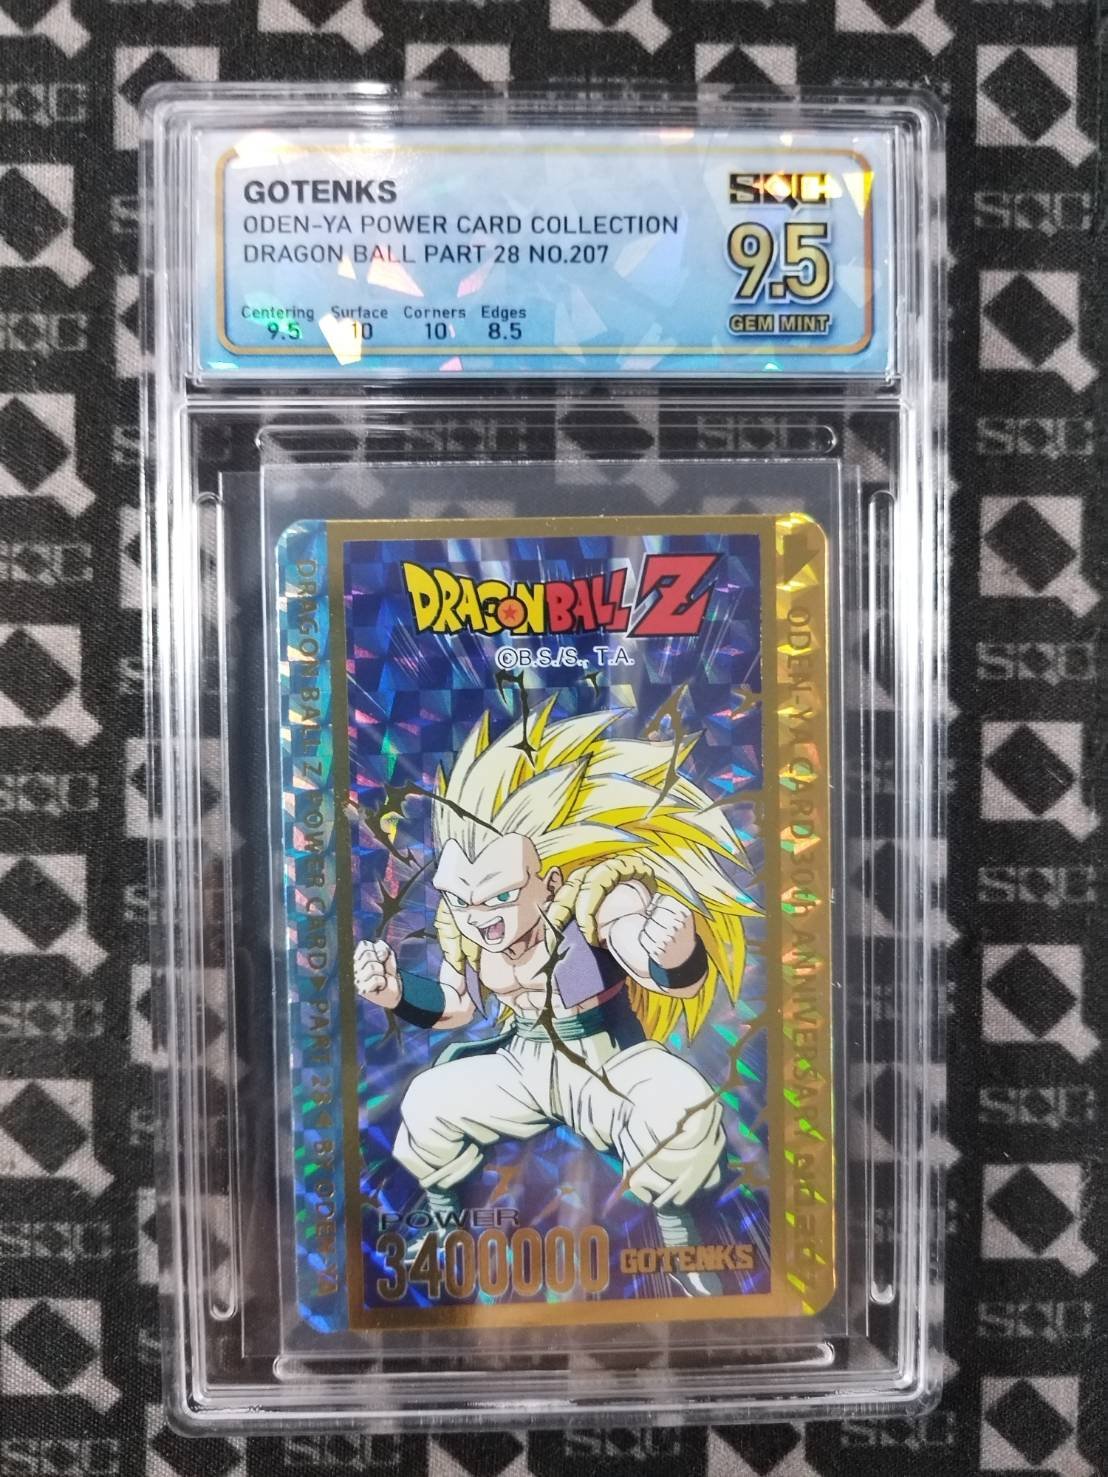 GOTENKS
ODEN-YA POWER CARD COLLECTION
DRAGON BALL PART 28 NO.207
Centering Surface Corners Edges
9.5 10 10 8.5
SQC
9.5
GEM MINT
DRAGON BALL Z
©B.S./S., T.A.
DRAGON BALL Z POWER CARD PART 28 BY ODEN-YA
ODEN-YA CARD 30th ANNIVERSARY
POWER
3400000 GOTENKS